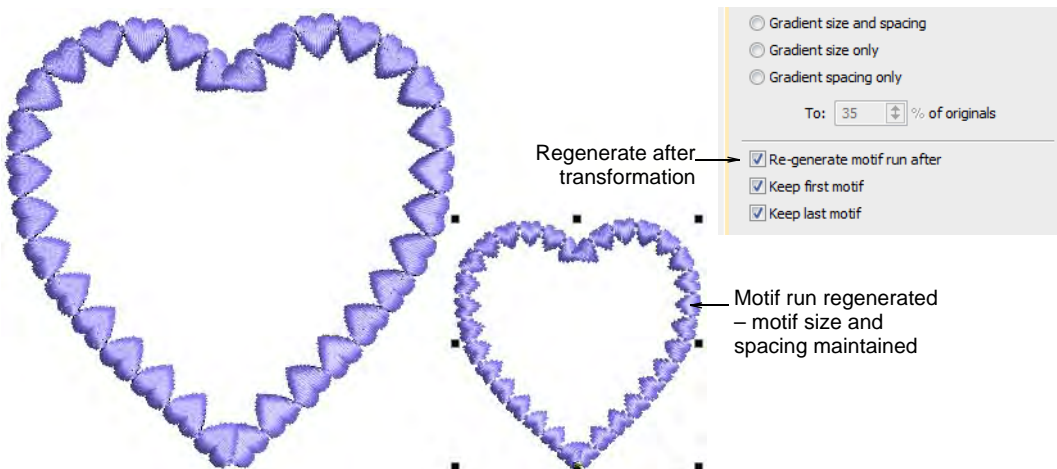 Gradient size and spacing
Gradient size only
Gradient spacing only
To: 35 % of originals
Regenerate after
transformation
Re-generate motif run after
Keep first motif
Keep last motif
Motif run regenerated
– motif size and
spacing maintained